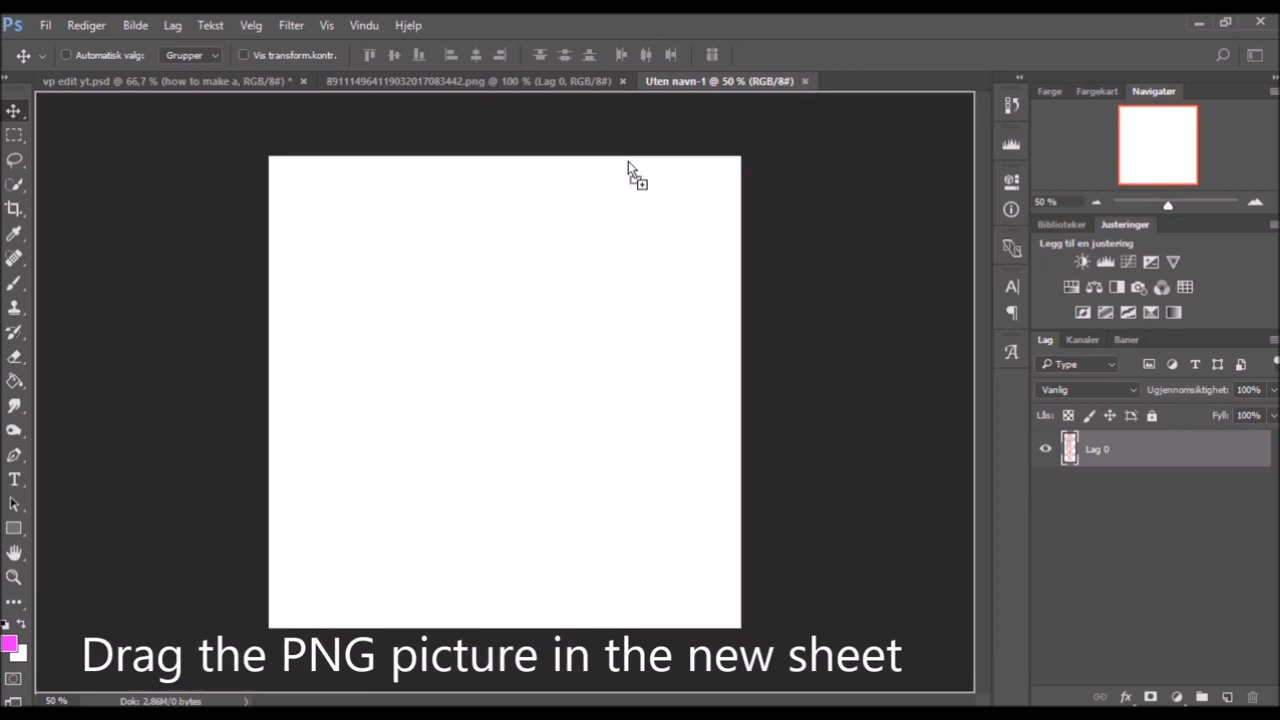 Ps Fil Rediger Bilde Lag Tekst Velg Filter Vis Vindu Hjelp
Automatisk valg: Grupper Vis transform.kontr.
vp edit yt.psd @ 66,7 % (how to make a, RGB/8#) *
8911149641190320170834​42.png @ 100 % (Lag 0, RGB/8#)
Uten navn-1 @ 50 % (RGB/8#)
Farge Fargekart Navigatør
50 %
Biblioteker Justeringer
Legg til en justering
Lag Kanaler Baner
Type
Vanlig Ugjennomsiktighet: 100%
Lås: Fyll: 100%
Lag 0
Drag the PNG picture in the new sheet
50 % Dok: 2,86M/0 bytes